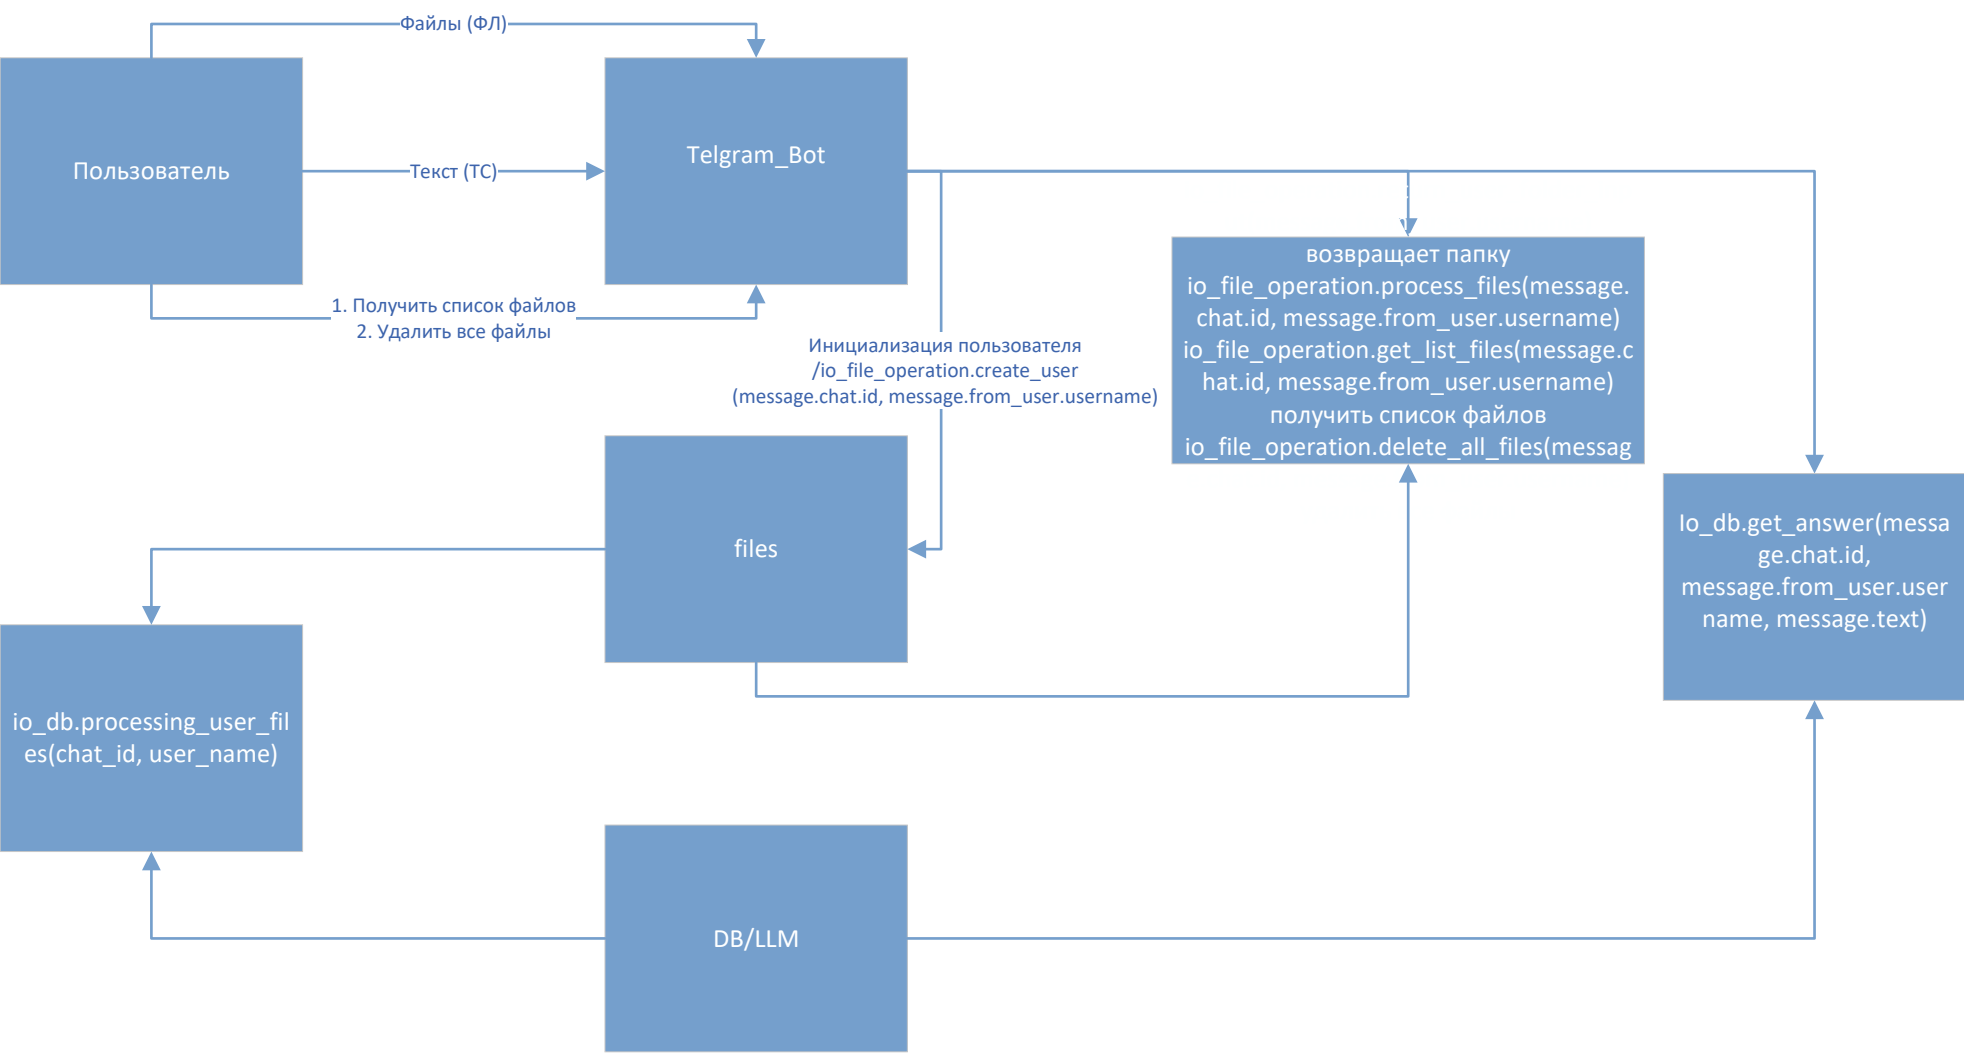 Файлы (ФЛ)
Пользователь
Текст (ТС)
Telgram_Bot
1. Получить список файлов
2. Удалить все файлы
Инициализация пользователя
/io_file_operation.create_user
(message.chat.id, message.from_user.username)
возвращает папку
io_file_operation.process_files(message.
chat.id, message.from_user.username)
io_file_operation.get_list_files(message.c
hat.id, message.from_user.username)
получить список файлов
io_file_operation.delete_all_files(messag
files
Io_db.get_answer(messa
ge.chat.id,
message.from_user.user
name, message.text)
io_db.processing_user_fil
es(chat_id, user_name)
DB/LLM